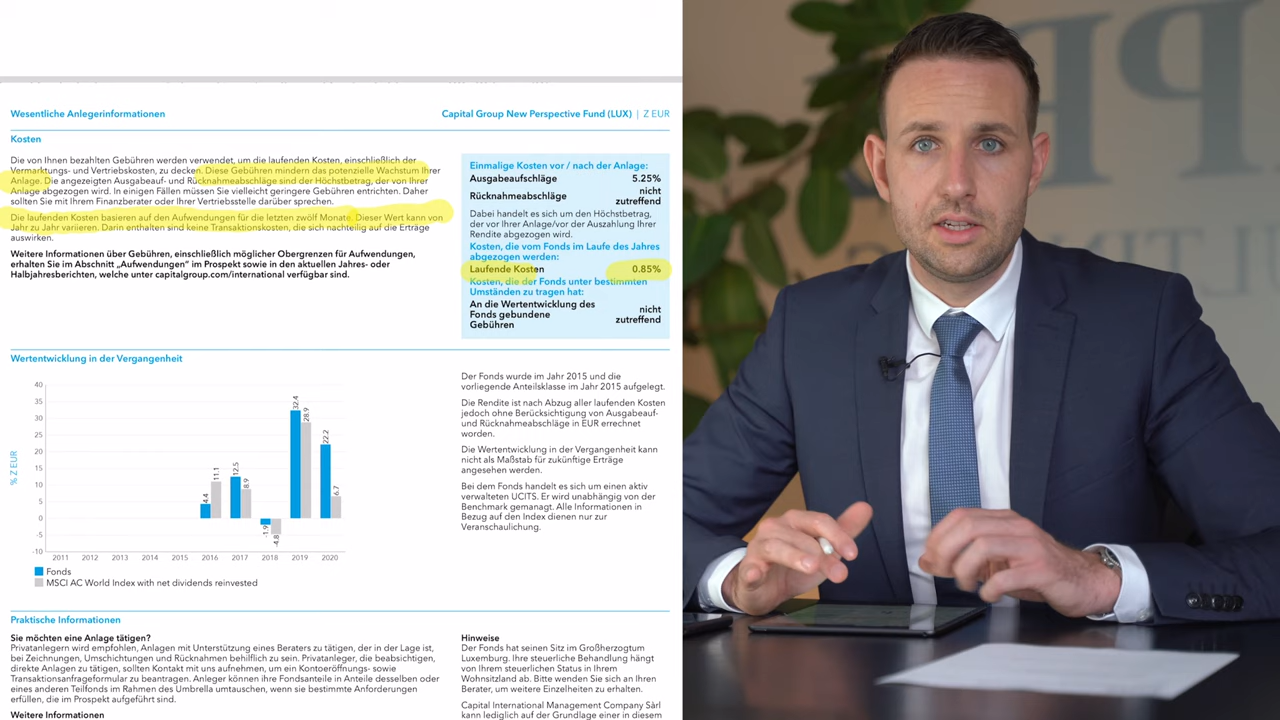 Wesentliche Anlegerinformationen
Capital Group New Perspective Fund (LUX) | Z EUR
Kosten
Die von Ihnen bezahlten Gebühren werden verwendet, um die laufenden Kosten, einschließlich der
Vermarktungs- und Vertriebskosten, zu decken. Diese Gebühren mindern das potenzielle Wachstum Ihrer
Anlage. Die angezeigten Ausgabeauf- und Rücknahmeabschläge sind der Höchstbetrag, der von Ihrer
Anlage abgezogen wird. In einigen Fällen müssen Sie vielleicht geringere Gebühren entrichten. Daher
sollten Sie mit Ihrem Finanzberater oder Ihrer Vertriebsstelle darüber sprechen.
Die laufenden Kosten basieren auf den Aufwendungen für die letzten zwölf Monate. Dieser Wert kann von
Jahr zu Jahr variieren. Darin enthalten sind keine Transaktionskosten, die sich nachteilig auf die Erträge
auswirken.
Weitere Informationen über Gebühren, einschließlich möglicher Obergrenzen für Aufwendungen,
erhalten Sie im Abschnitt „Aufwendungen" im Prospekt sowie in den aktuellen Jahres- oder
Halbjahresberichten, welche unter capitalgroup.com/international verfügbar sind.
Einmalige Kosten vor / nach der Anlage:
Ausgabeaufschläge 5.25%
Rücknahmeabschläge nicht
zutreffend
Dabei handelt es sich um den Höchstbetrag,
der vor Ihrer Anlage/vor der Auszahlung Ihrer
Rendite abgezogen wird.
Kosten, die vom Fonds im Laufe des Jahres
abgezogen werden:
Laufende Kosten 0.85%
Kosten, die der Fonds unter bestimmten
Umständen zu tragen hat:
An die Wertentwicklung des
Fonds gebundene
Gebühren
nicht
zutreffend
Wertentwicklung in der Vergangenheit
% Z EUR
40
35
30
25
20
15
10
5
0
-5
-10
4.4
11.1
12.5
8.9
-1.9
-4.8
32.4
28.9
22.2
6.7
2011 2012 2013 2014 2015 2016 2017 2018 2019 2020
Fonds
MSCI AC World Index with net dividends reinvested
Der Fonds wurde im Jahr 2015 und die
vorliegende Anteilsklasse im Jahr 2015 aufgelegt.
Die Rendite ist nach Abzug aller laufenden Kosten
jedoch ohne Berücksichtigung von Ausgabeauf-
und Rücknahmeabschläge in EUR errechnet
worden.
Die Wertentwicklung in der Vergangenheit kann
nicht als Maßstab für zukünftige Erträge
angesehen werden.
Bei dem Fonds handelt es sich um einen aktiv
verwalteten UCITS. Er wird unabhängig von der
Benchmark gemanagt. Alle Informationen in
Bezug auf den Index dienen nur zur
Veranschaulichung.
Praktische Informationen
Sie möchten eine Anlage tätigen?
Privatanlegern wird empfohlen, Anlagen mit Unterstützung eines Beraters zu tätigen, der in der Lage ist,
bei Zeichnungen, Umschichtungen und Rücknahmen behilflich zu sein. Privatanleger, die beabsichtigen,
direkte Anlagen zu tätigen, sollten Kontakt mit uns aufnehmen, um ein Kontoeröffnungs- sowie
Transaktionsanfrageformular zu beantragen. Anleger können ihre Fondsanteile in Anteile desselben oder
eines anderen Teilfonds im Rahmen des Umbrella umtauschen, wenn sie bestimmte Anforderungen
erfüllen, die im Prospekt aufgeführt sind.
Weitere Informationen
Hinweise
Der Fonds hat seinen Sitz im Großherzogtum
Luxemburg. Ihre steuerliche Behandlung hängt
von Ihrem steuerlichen Status in Ihrem
Wohnsitzland ab. Bitte wenden Sie sich an Ihren
Berater, um weitere Einzelheiten zu erhalten.
Capital International Management Company Sàrl
kann lediglich auf der Grundlage einer in diesem